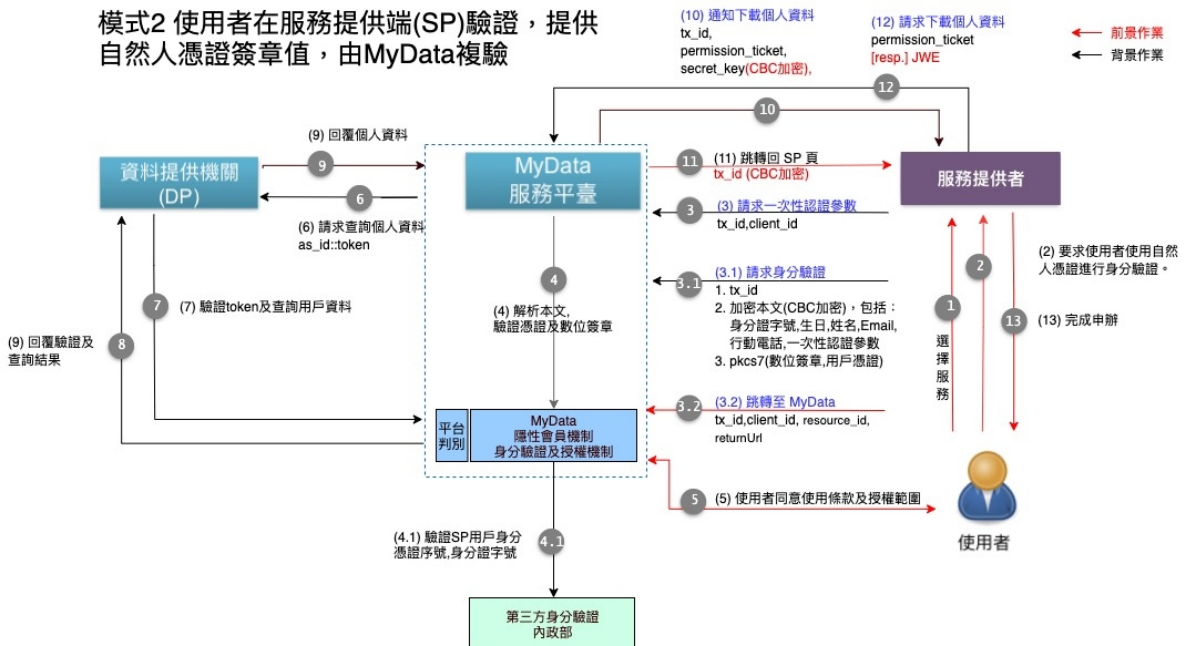 模式2 使用者在服務提供端(SP)驗證，提供
自然人憑證簽章值，由MyData複驗
(10) 通知下載個人資料
tx_id,
permission_ticket,
secret_key(CBC加密),
(12) 請求下載個人資料
permission_ticket
[resp.] JWE
前景作業
背景作業
12
10
(9) 回覆個人資料
9
資料提供機關
(DP)
6
(6) 請求查詢個人資料
as_id::token
MyData
服務平臺
11
(11) 跳轉回 SP 頁
tx_id (CBC加密)
服務提供者
3
(3) 請求一次性認證參數
tx_id,client_id
3.1
(3.1) 請求身分驗證
1. tx_id
2. 加密本文(CBC加密)，包括：
身分證字號,生日,姓名,Email,
行動電話,一次性認證參數
3. pkcs7(數位簽章,用戶憑證)
4
(4) 解析本文,
驗證憑證及數位簽章
7
(7) 驗證token及查詢用戶資料
(9) 回覆驗證及
查詢結果
8
1
選擇服務
2
(2) 要求使用者使用自然
人憑證進行身分驗證。
13
(13) 完成申辦
3.2
(3.2) 跳轉至 MyData
tx_id,client_id, resource_id,
returnUrl
平台
判別
MyData
隱性會員機制
身分驗證及授權機制
5
(5) 使用者同意使用條款及授權範圍
使用者
(4.1) 驗證SP用戶身分
憑證序號,身分證字號
4.1
第三方身分驗證
內政部